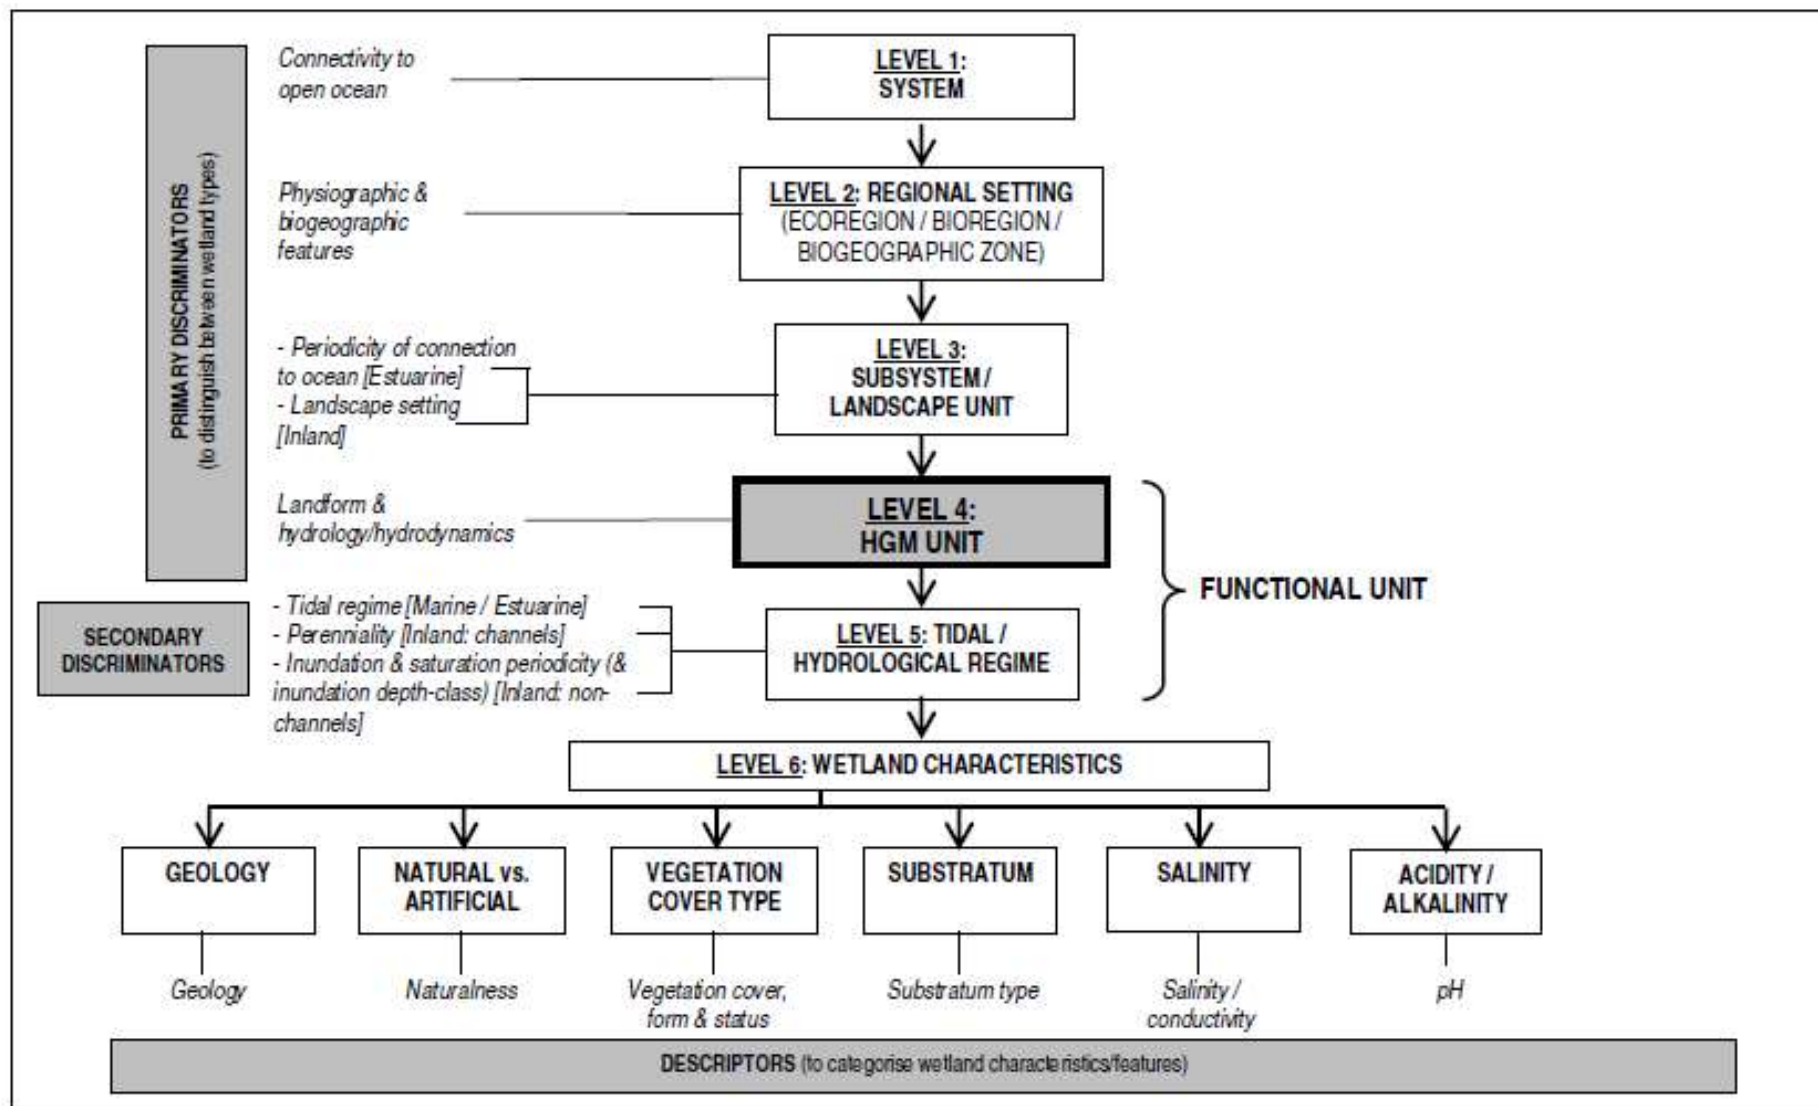 PRIMARY DISCRIMINATORS
(to distinguish between wetland types)
Connectivity to
open ocean
LEVEL 1:
SYSTEM
Physiographic &
biogeographic
features
LEVEL 2: REGIONAL SETTING
(ECOREGION / BIOREGION /
BIOGEOGRAPHIC ZONE)
- Periodicity of connection
to ocean [Estuarine]
- Landscape setting
[Inland]
LEVEL 3:
SUBSYSTEM /
LANDSCAPE UNIT
Landform &
hydrology/hydrodynamics
LEVEL 4:
HGM UNIT
FUNCTIONAL UNIT
SECONDARY
DISCRIMINATORS
- Tidal regime [Marine / Estuarine]
- Perenniality [Inland: channels]
- Inundation & saturation periodicity (&
inundation depth-class) [Inland: non-
channels]
LEVEL 5: TIDAL /
HYDROLOGICAL REGIME
LEVEL 6: WETLAND CHARACTERISTICS
GEOLOGY
NATURAL vs.
ARTIFICIAL
VEGETATION
COVER TYPE
SUBSTRATUM
SALINITY
ACIDITY /
ALKALINITY
Geology
Naturalness
Vegetation cover,
form & status
Substratum type
Salinity /
conductivity
pH
DESCRIPTORS (to categorise wetland characteristics/features)